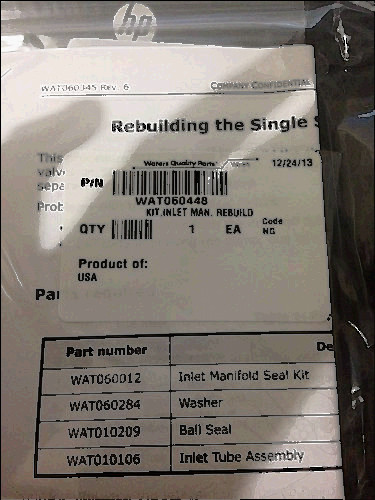 hp
WAT060345 Rev. 6 COMPANY CONFIDENTIAL
Rebuilding the Single
This
valv
sepa
Prob
Waters Quality Parts 12/24/13
P/N
WAT060448
KIT,INLET MAN. REBUILD
QTY 1 EA Code
NG
Product of:
USA
Pa
Part number De
WAT060012 Inlet Manifold Seal Kit
WAT060284 Washer
WAT010209 Ball Seal
WAT010106 Inlet Tube Assembly